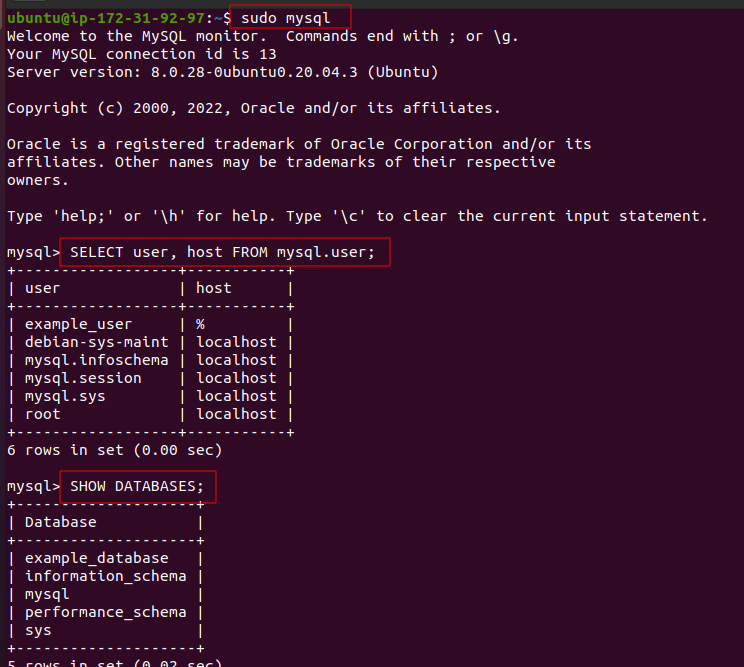 ubuntu@ip-172-31-92-97:~$ sudo mysql
Welcome to the MySQL monitor.  Commands end with ; or \g.
Your MySQL connection id is 13
Server version: 8.0.28-0ubuntu0.20.04.3 (Ubuntu)
Copyright (c) 2000, 2022, Oracle and/or its affiliates.
Oracle is a registered trademark of Oracle Corporation and/or its
affiliates. Other names may be trademarks of their respective
owners.
Type 'help;' or '\h' for help. Type '\c' to clear the current input statement.
mysql> SELECT user, host FROM mysql.user;
+------------------+-----------+
| user             | host      |
+------------------+-----------+
| example_user     | %         |
| debian-sys-maint | localhost |
| mysql.infoschema | localhost |
| mysql.session    | localhost |
| mysql.sys        | localhost |
| root             | localhost |
+------------------+-----------+
6 rows in set (0.00 sec)
mysql> SHOW DATABASES;
+--------------------+
| Database           |
+--------------------+
| example_database   |
| information_schema |
| mysql              |
| performance_schema |
| sys                |
+--------------------+
5 rows in set (0.02 sec)